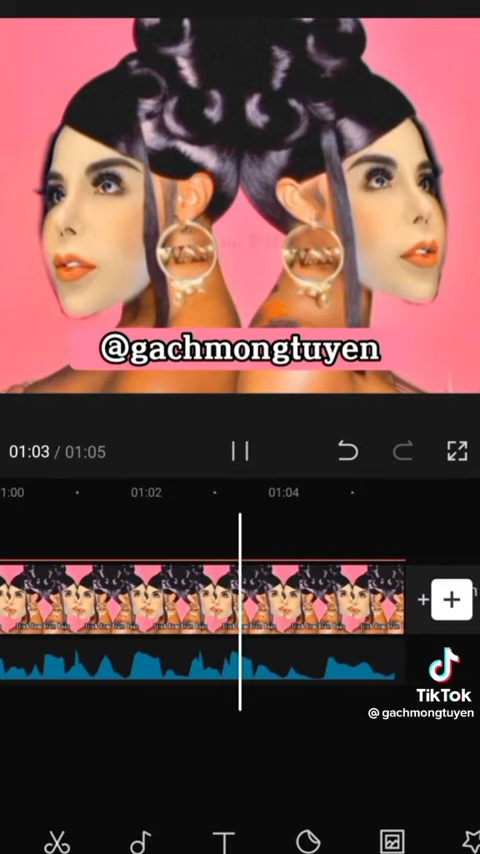 @gachmongtuyen
01:03 / 01:05
1:00
01:02
01:04
TikTok
@ gachmongtuyen